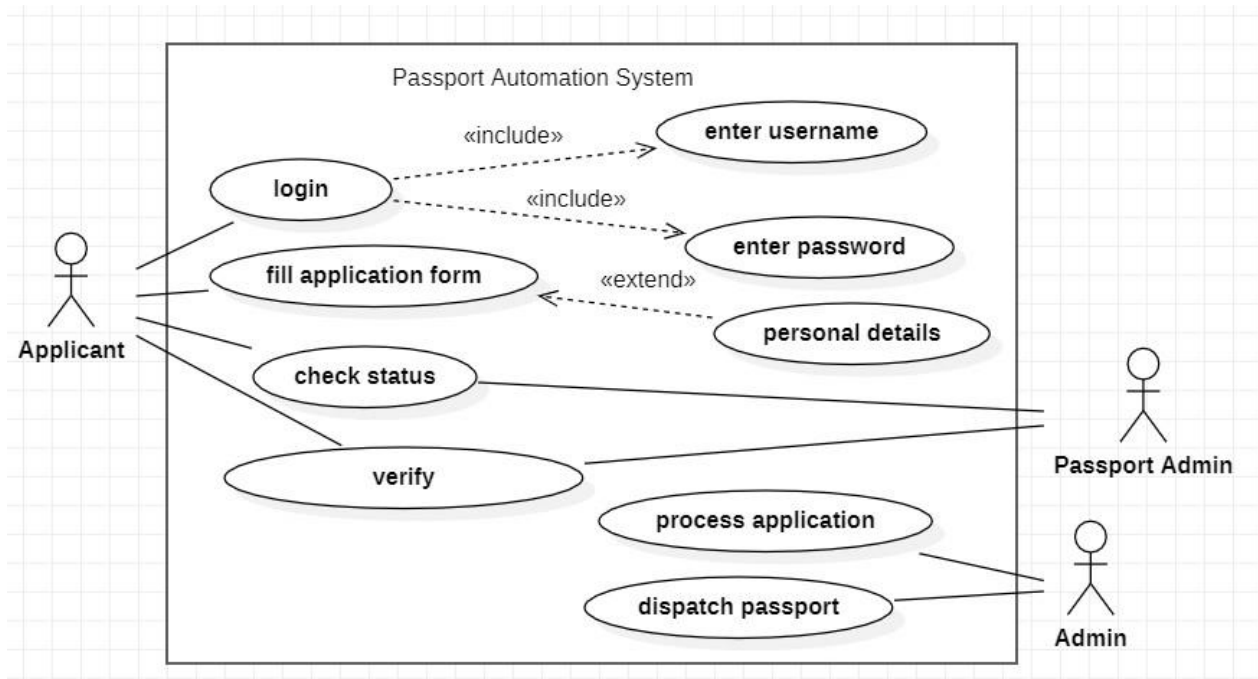 Passport Automation System
«include»
enter username
login
«include»
enter password
fill application form
«extend»
personal details
Applicant
check status
Passport Admin
verify
process application
dispatch passport
Admin